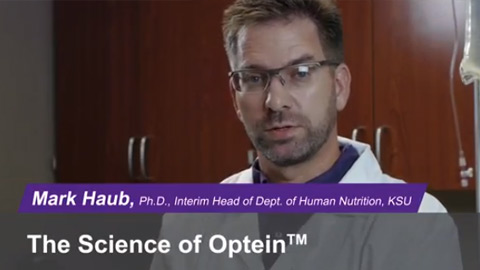 Mark Haub, Ph.D., Interim Head of Dept. of Human Nutrition, KSU
The Science of Optein™